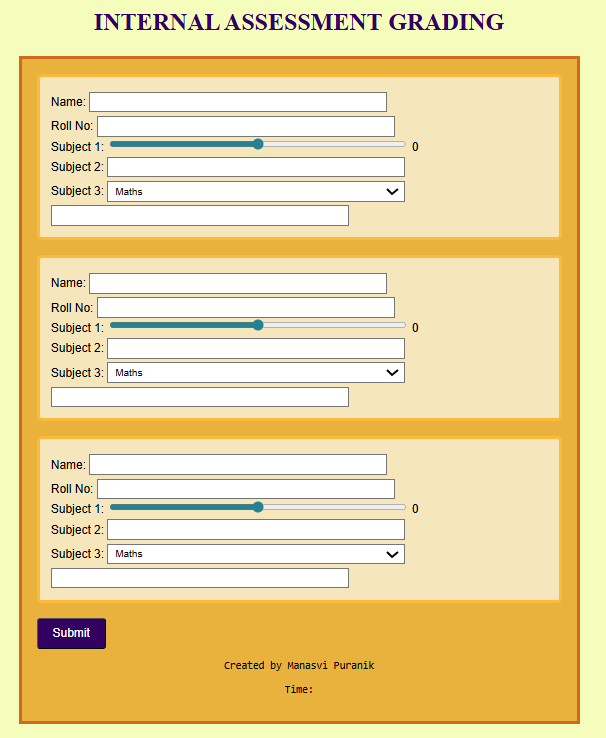 INTERNAL ASSESSMENT GRADING
Name:
Roll No:
Subject 1: 0
Subject 2:
Subject 3: Maths
Name:
Roll No:
Subject 1: 0
Subject 2:
Subject 3: Maths
Name:
Roll No:
Subject 1: 0
Subject 2:
Subject 3: Maths
Submit
Created by Manasvi Puranik
Time: